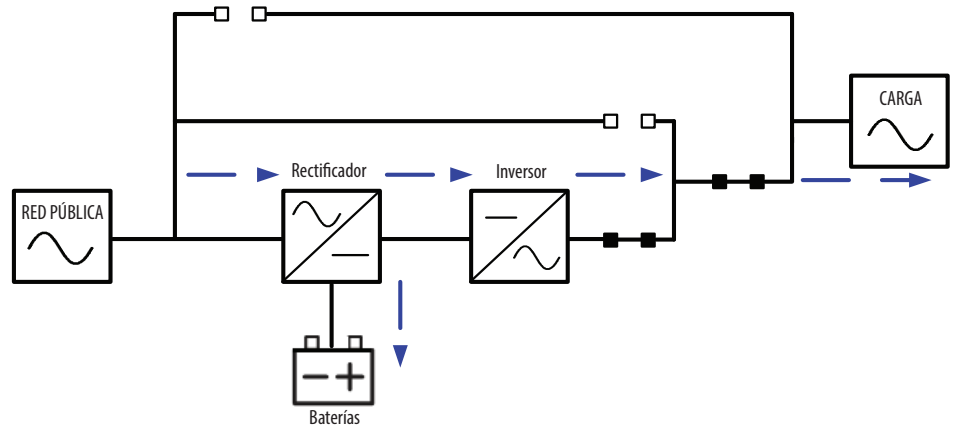 CARGA
Rectificador
Inversor
RED PÚBLICA
Baterías